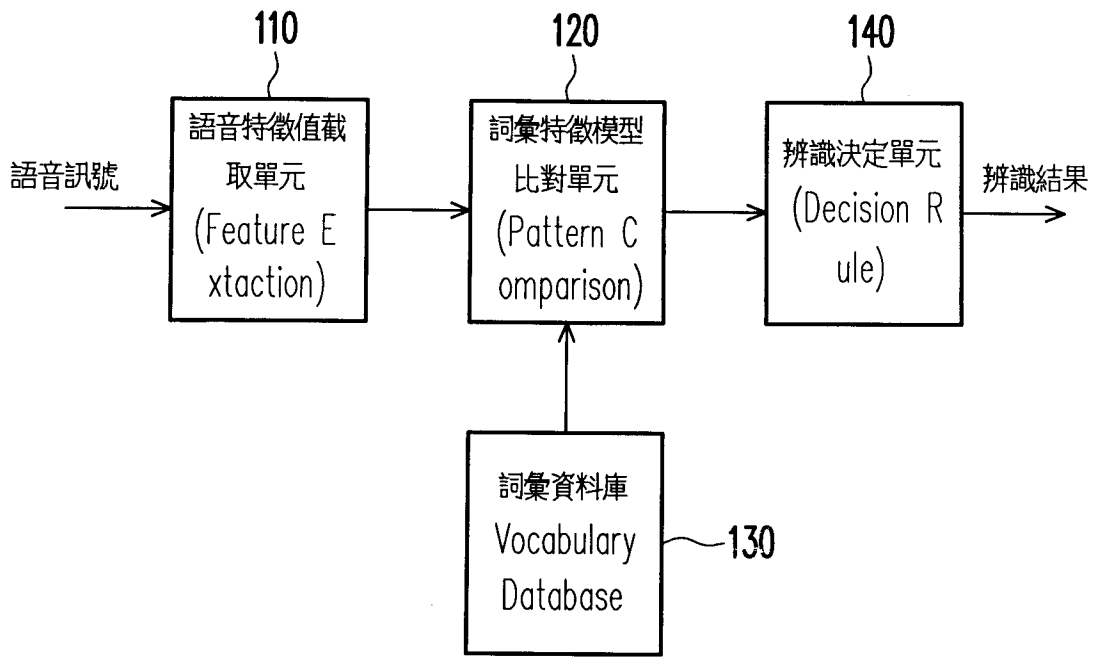 110
120
140
語音訊號
語音特徵值截
取單元
(Feature E
xtaction)
詞彙特徵模型
比對單元
(Pattern C
omparison)
辨識決定單元
(Decision R
ule)
辨識結果
詞彙資料庫
Vocabulary
Database
130